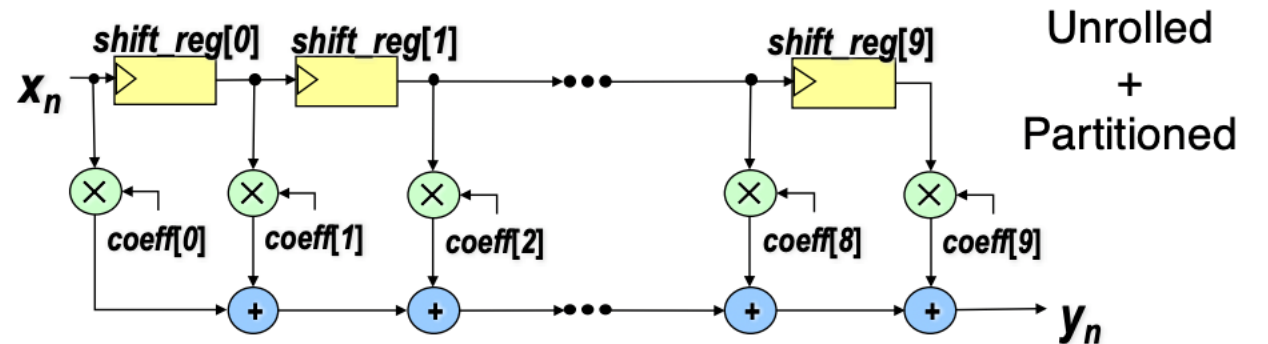 shift_reg[0] shift_reg[1] shift_reg[9]
Unrolled
+
Partitioned
xn
× × × × ×
coeff[0] coeff[1] coeff[2] coeff[8] coeff[9]
+ + + +
yn